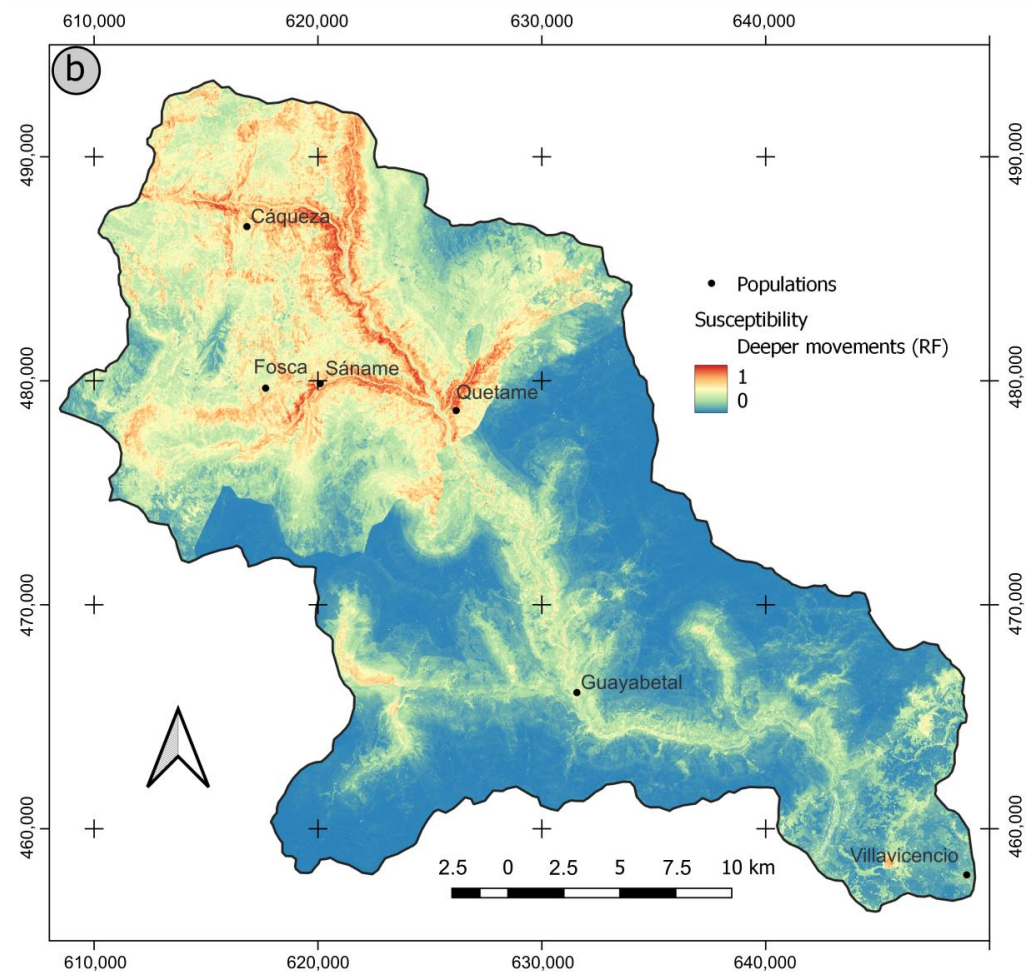 610,000 620,000 630,000 640,000
b
490,000 490,000
Cáqueza
Populations
Susceptibility
Deeper movements (RF)
1
0
480,000 480,000
Fosca Sáname
Quetame
470,000 470,000
Guayabetal
460,000 460,000
Villavicencio
2.5 0 2.5 5 7.5 10 km
610,000 620,000 630,000 640,000